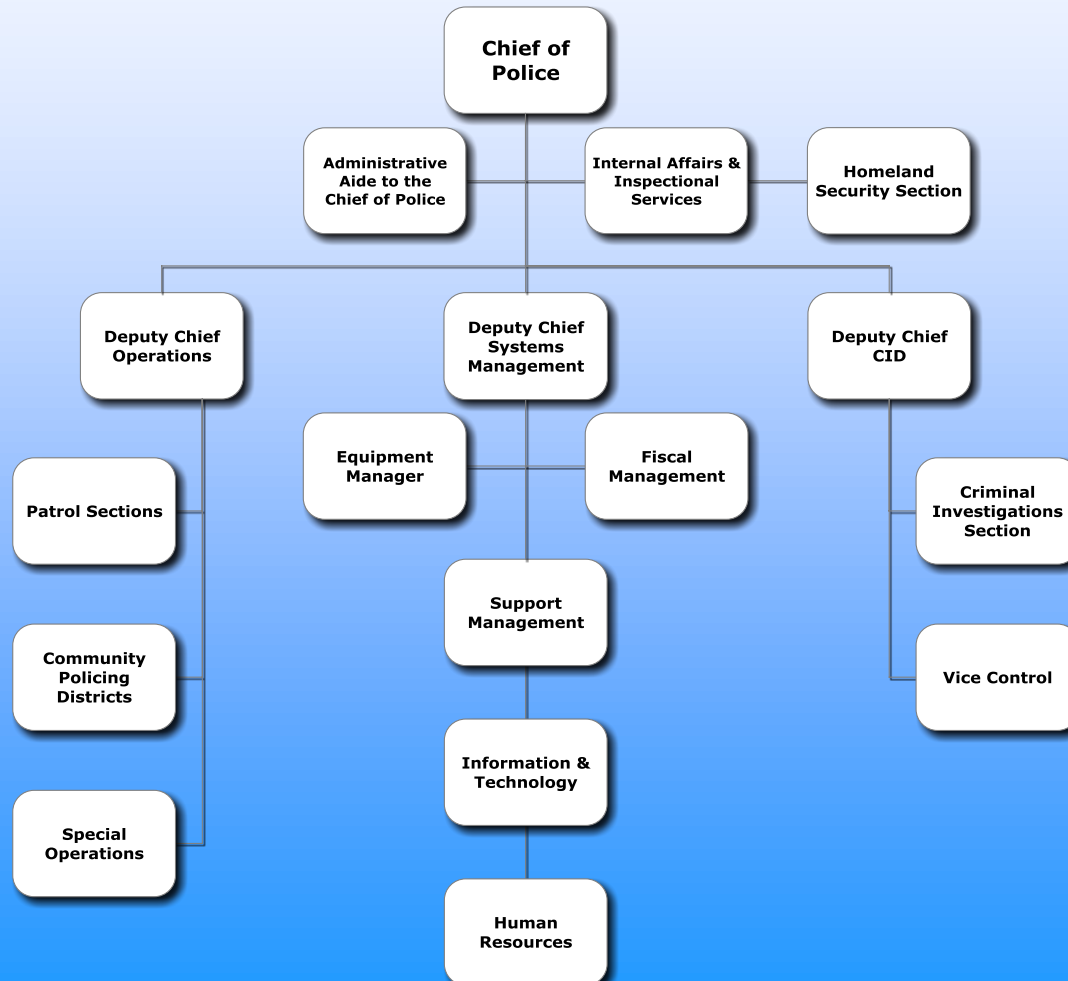 Chief of
Police
Administrative
Aide to the
Chief of Police
Internal Affairs &
Inspectional
Services
Homeland
Security Section
Deputy Chief
Operations
Deputy Chief
Systems
Management
Deputy Chief
CID
Equipment
Manager
Fiscal
Management
Patrol Sections
Criminal
Investigations
Section
Support
Management
Community
Policing
Districts
Vice Control
Information &
Technology
Special
Operations
Human
Resources